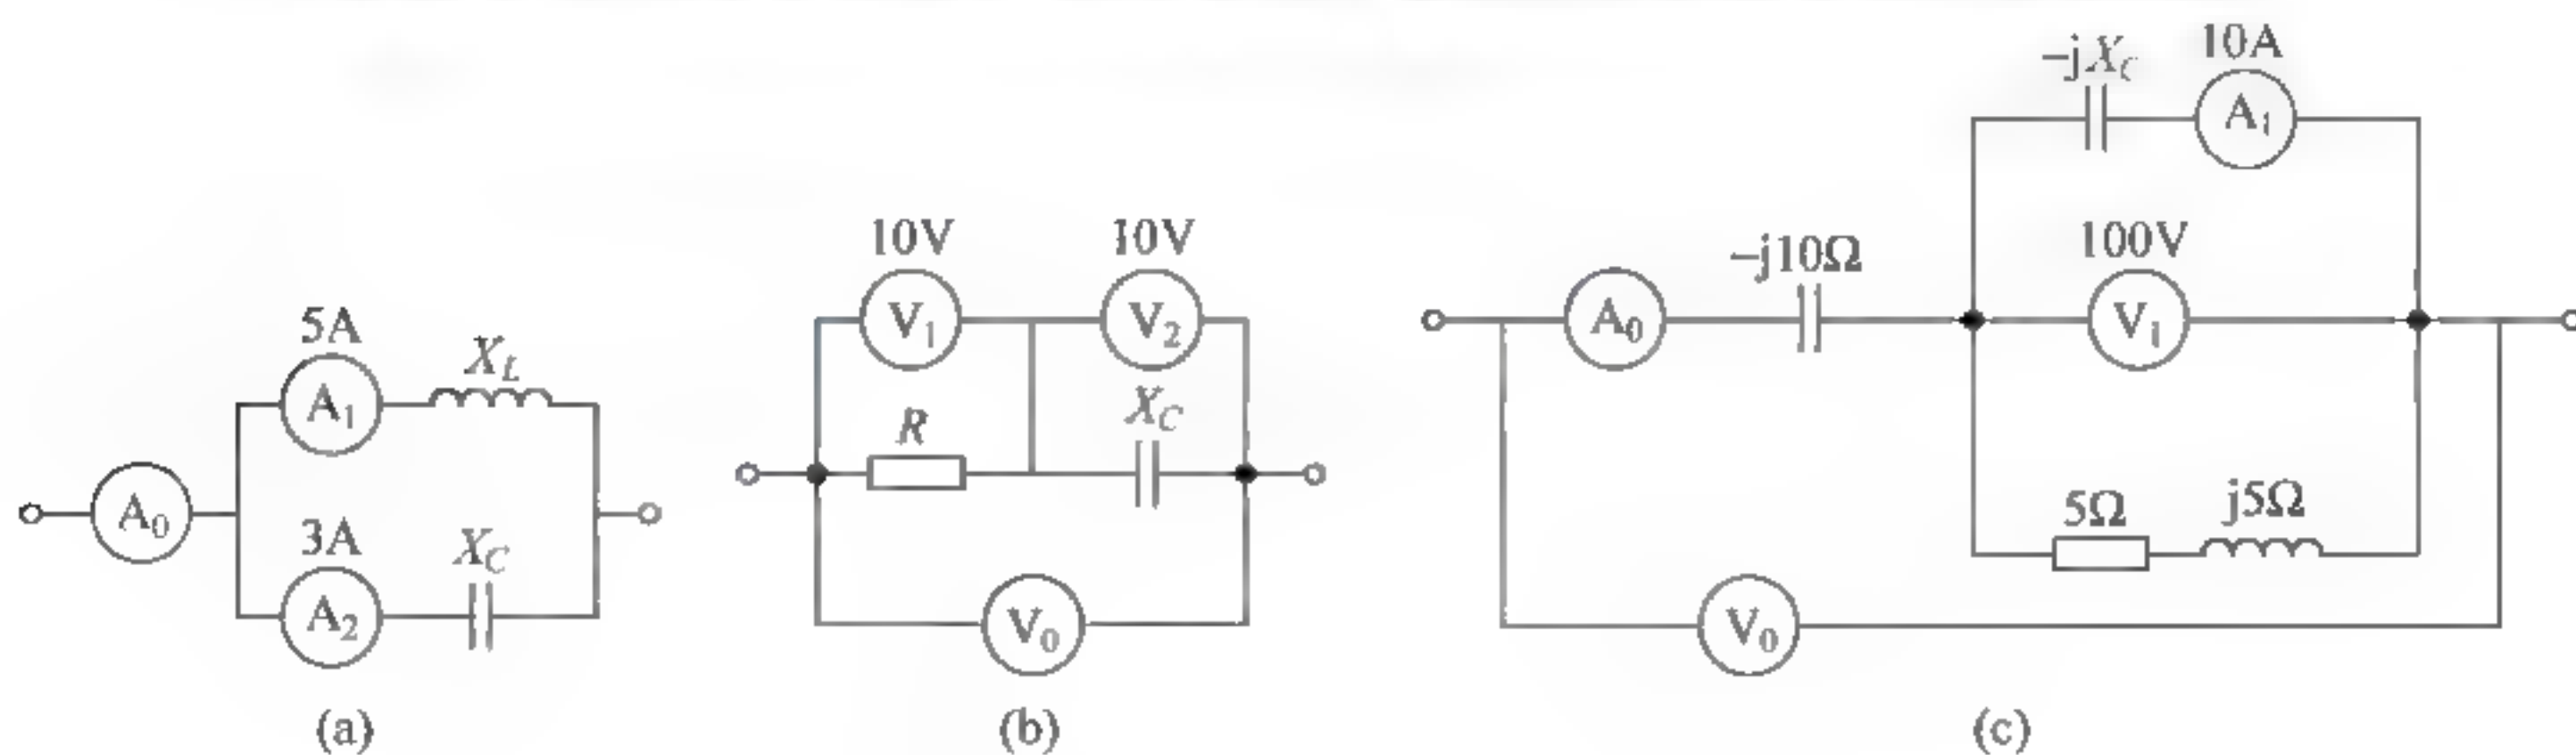 5A
A₁
X_L
A₀
3A
A₂
X_C
(a)
10V
10V
V₁
V₂
R
X_C
V₀
(b)
–jX_C
10A
A₁
–j10Ω
100V
A₀
V₁
5Ω
j5Ω
V₀
(c)